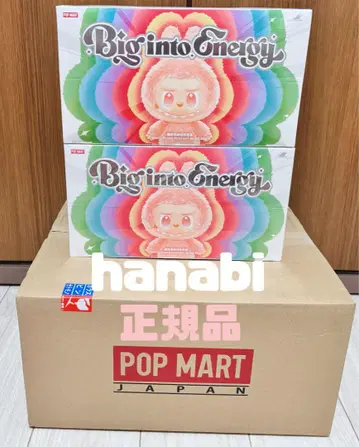 POP MART
Big into Energy
POP MART
Big into Energy
hanabi
正規品
POP MART
JAPAN